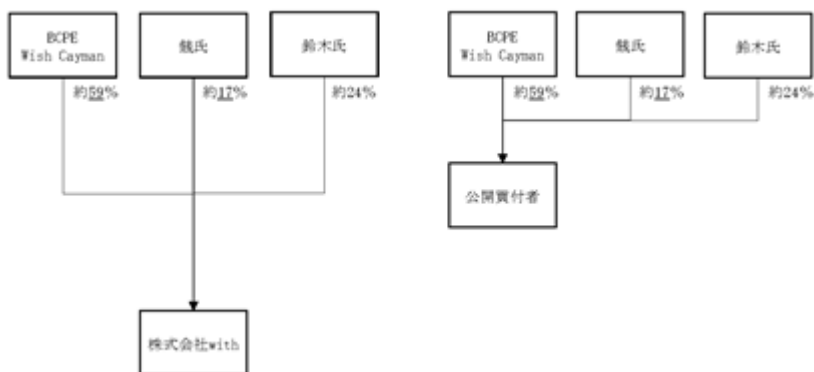 BCPE
Wish Cayman
魏氏
鈴木氏
約59%
約17%
約24%
株式会社with
BCPE
Wish Cayman
魏氏
鈴木氏
約59%
約17%
約24%
公開買付者